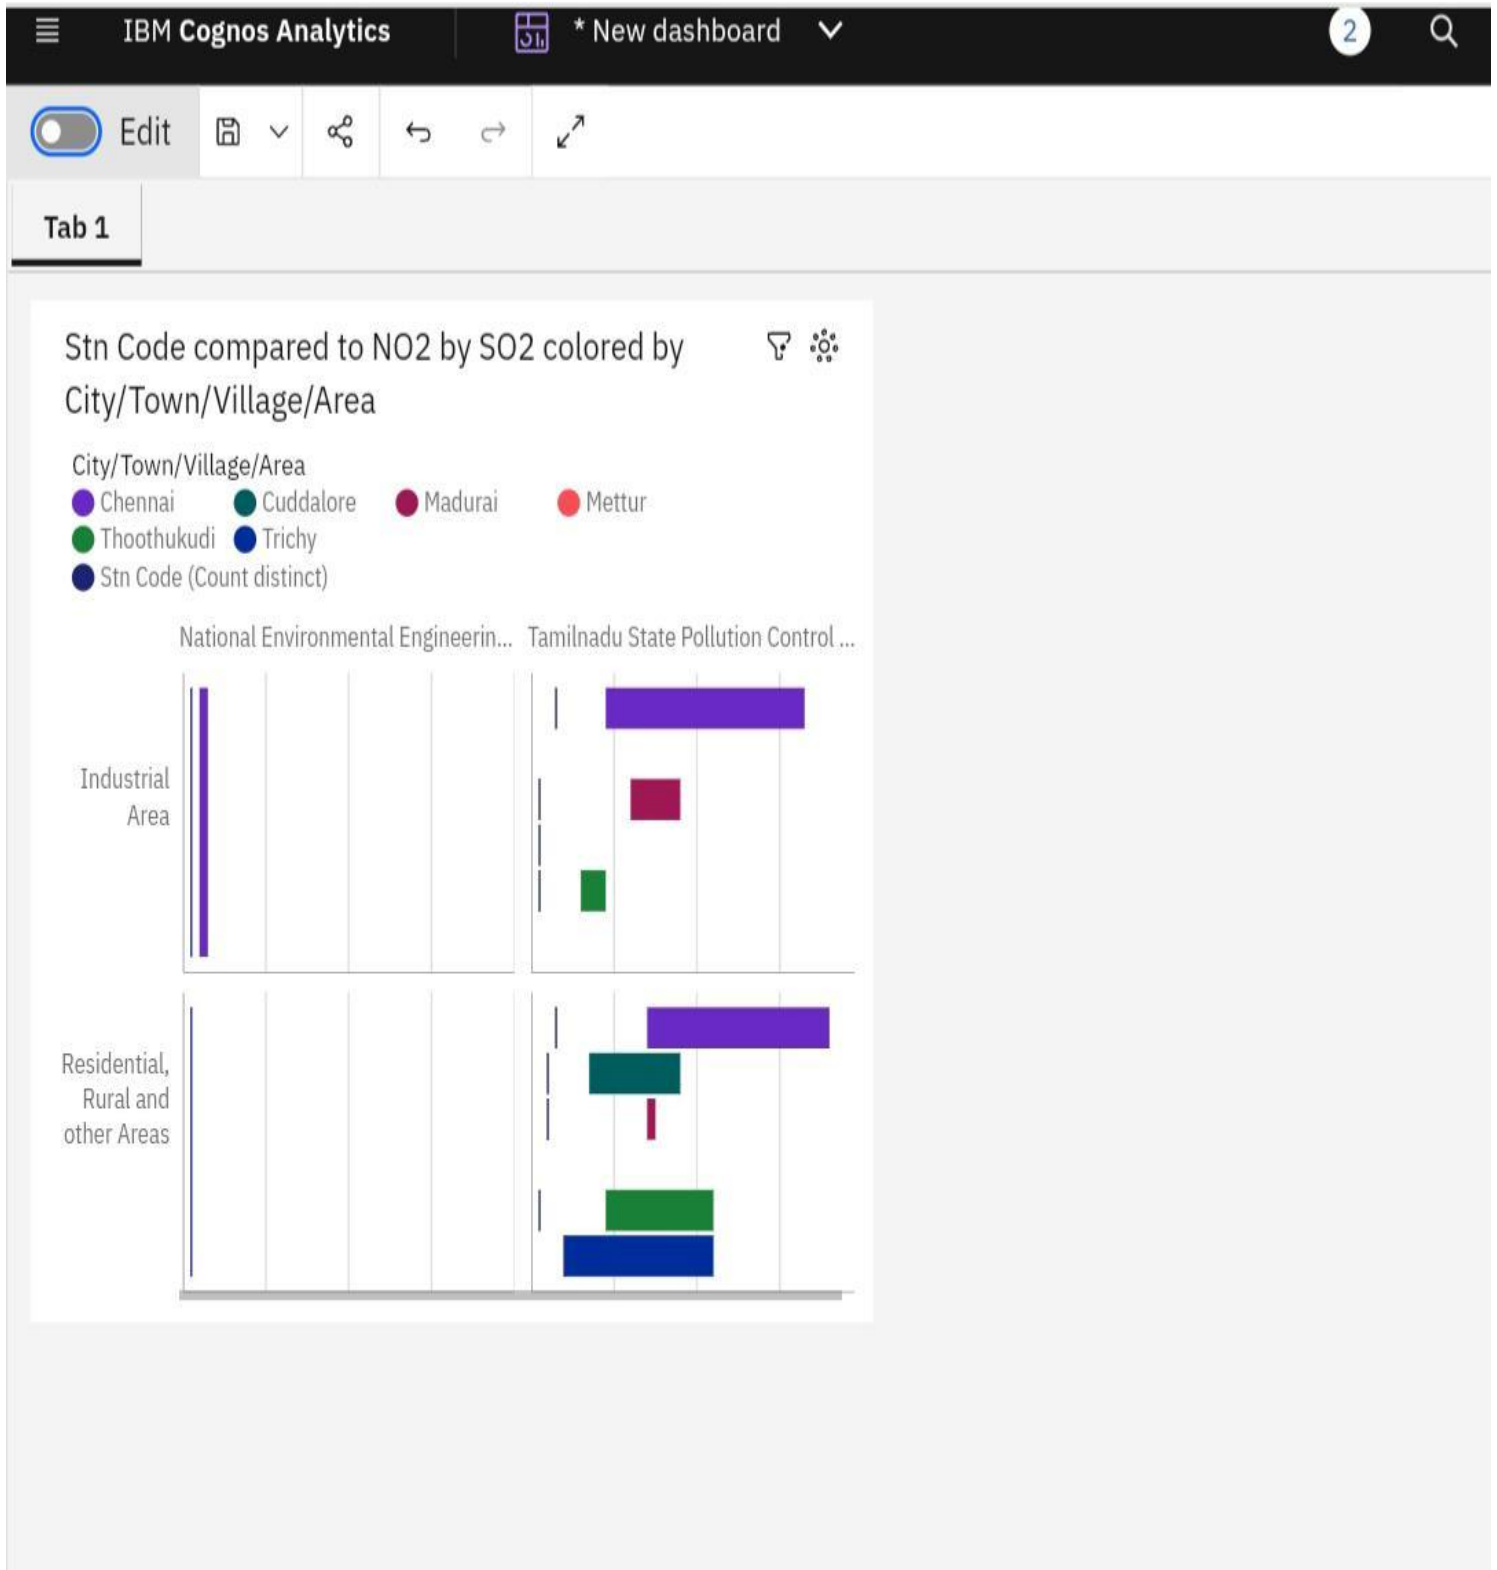 IBM Cognos Analytics
* New dashboard
2
Edit
Tab 1
Stn Code compared to NO2 by SO2 colored by
City/Town/Village/Area
City/Town/Village/Area
Chennai Cuddalore Madurai Mettur
Thoothukudi Trichy
Stn Code (Count distinct)
National Environmental Engineerin... Tamilnadu State Pollution Control ...
Industrial
Area
Residential,
Rural and
other Areas